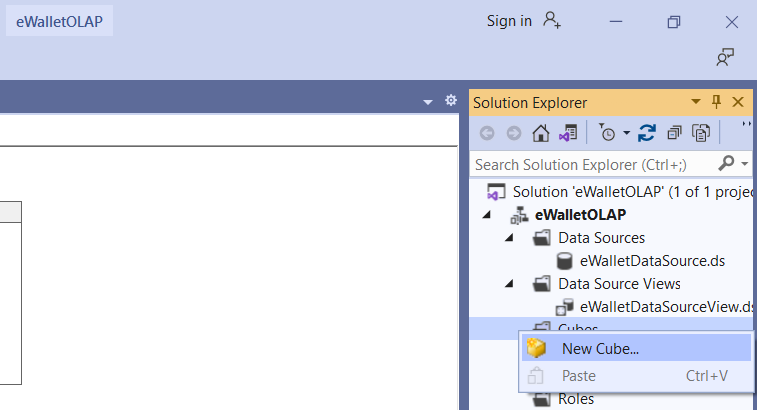 eWalletOLAP
Sign in
Solution Explorer
Search Solution Explorer (Ctrl+;)
Solution 'eWalletOLAP' (1 of 1 projec
eWalletOLAP
Data Sources
eWalletDataSource.ds
Data Source Views
eWalletDataSourceView.ds
Cubes
New Cube...
Paste Ctrl+V
Roles